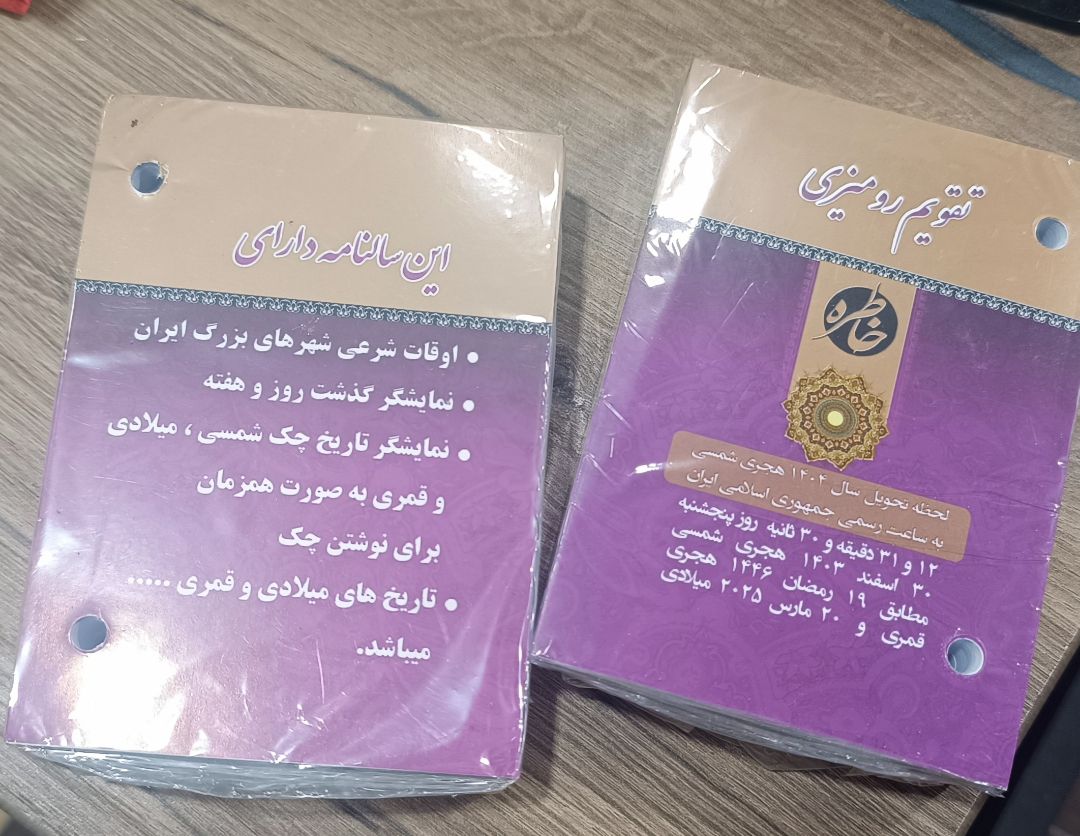 تقویم رومیزی
خاطره
لحظه تحویل سال ۱۴۰۴ هجری شمسی
به ساعت رسمی جمهوری اسلامی ایران
۱۲ و ۳۱ دقیقه و ۳۰ ثانیه روز پنجشنبه
۳۰ اسفند ۱۴۰۳ هجری شمسی
مطابق ۱۹ رمضان ۱۴۴۶ هجری
قمری و ۲۰ مارس ۲۰۲۵ میلادی
این سالنامه دارای
• اوقات شرعی شهرهای بزرگ ایران
• نمایشگر گذشت روز و هفته
• نمایشگر تاریخ چک شمسی ، میلادی
و قمری به صورت همزمان
برای نوشتن چک
• تاریخ های میلادی و قمری .....
میباشد.